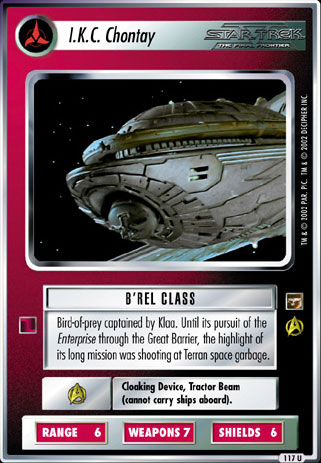 I.K.C. Chontay
STAR TREK
THE FINAL FRONTIER
TM & © 2002 PAR. PIC. TM & © 2002 DECIPHER INC.
B'REL CLASS
Bird-of-prey captained by Klaa. Until its pursuit of the
Enterprise through the Great Barrier, the highlight of
its long mission was shooting at Terran space garbage.
Cloaking Device, Tractor Beam
(cannot carry ships aboard).
RANGE 6 WEAPONS 7 SHIELDS 6
117 U